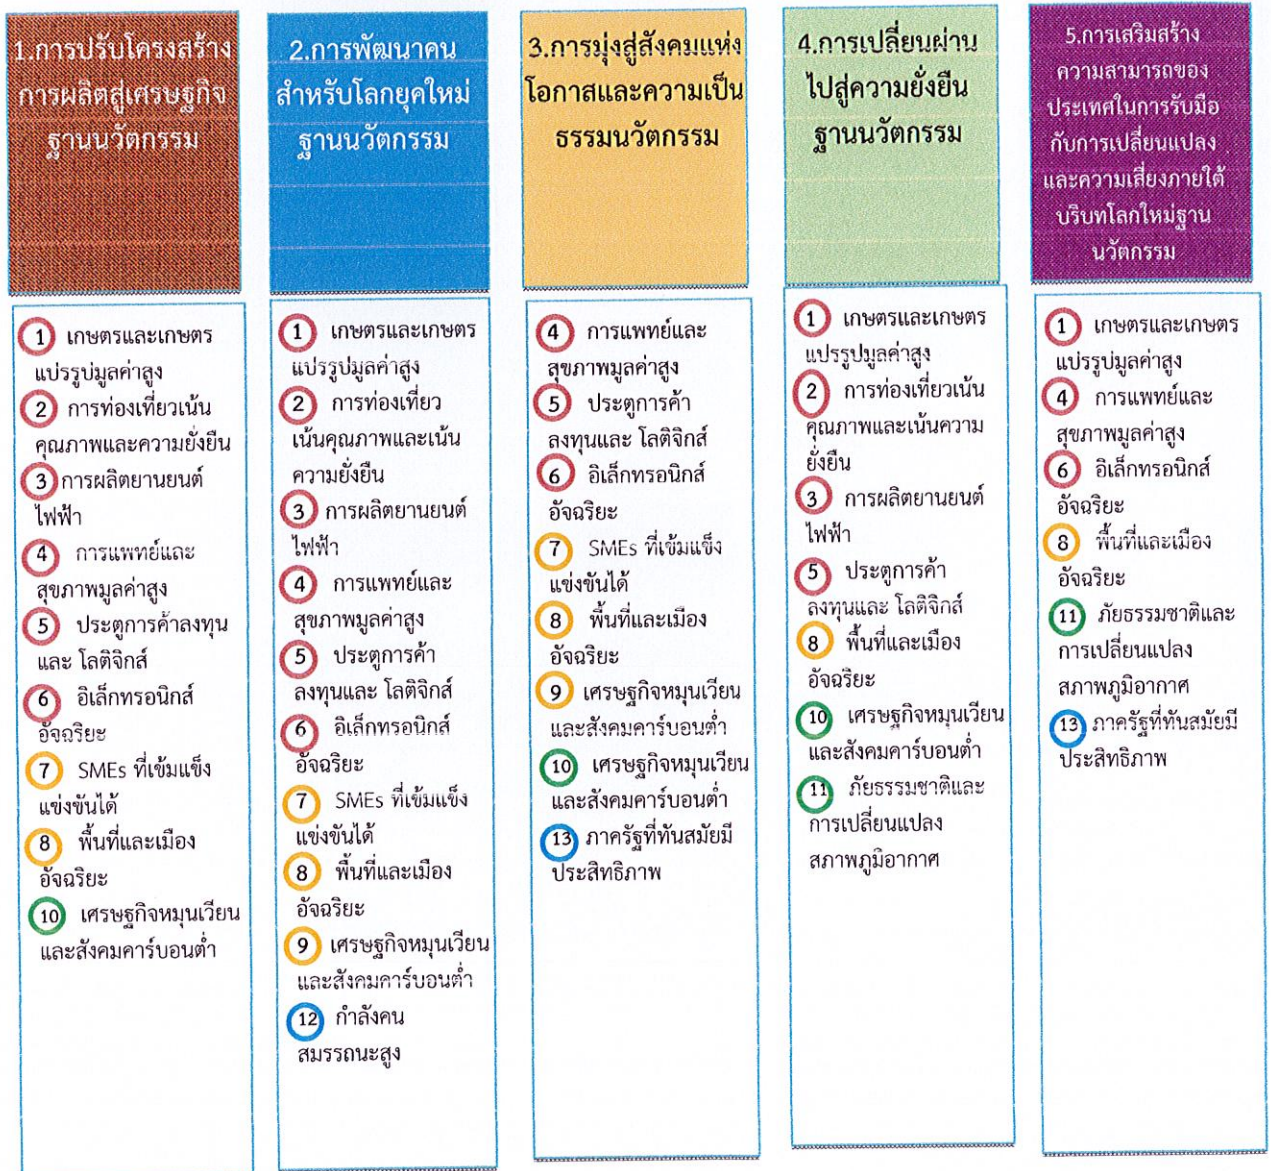 1.การปรับโครงสร้าง
การผลิตสู่เศรษฐกิจ
ฐานนวัตกรรม
2.การพัฒนาคน
สำหรับโลกยุคใหม่
ฐานนวัตกรรม
3.การมุ่งสู่สังคมแห่ง
โอกาสและความเป็น
ธรรมนวัตกรรม
4.การเปลี่ยนผ่าน
ไปสู่ความยั่งยืน
ฐานนวัตกรรม
5.การเสริมสร้าง
ความสามารถของ
ประเทศในการรับมือ
กับการเปลี่ยนแปลง
และความเสี่ยงภายใต้
บริบทโลกใหม่ฐาน
นวัตกรรม
1 เกษตรและเกษตร
แปรรูปมูลค่าสูง
2 การท่องเที่ยวเน้น
คุณภาพและความยั่งยืน
3 การผลิตยานยนต์
ไฟฟ้า
4 การแพทย์และ
สุขภาพมูลค่าสูง
5 ประตูการค้าลงทุน
และ โลติจิกส์
6 อิเล็กทรอนิกส์
อัจฉริยะ
7 SMEs ที่เข้มแข็ง
แข่งขันได้
8 พื้นที่และเมือง
อัจฉริยะ
10 เศรษฐกิจหมุนเวียน
และสังคมคาร์บอนต่ำ
1 เกษตรและเกษตร
แปรรูปมูลค่าสูง
2 การท่องเที่ยว
เน้นคุณภาพและเน้น
ความยั่งยืน
3 การผลิตยานยนต์
ไฟฟ้า
4 การแพทย์และ
สุขภาพมูลค่าสูง
5 ประตูการค้า
ลงทุนและ โลติจิกส์
6 อิเล็กทรอนิกส์
อัจฉริยะ
7 SMEs ที่เข้มแข็ง
แข่งขันได้
8 พื้นที่และเมือง
อัจฉริยะ
9 เศรษฐกิจหมุนเวียน
และสังคมคาร์บอนต่ำ
12 กำลังคน
สมรรถนะสูง
4 การแพทย์และ
สุขภาพมูลค่าสูง
5 ประตูการค้า
ลงทุนและ โลติจิกส์
6 อิเล็กทรอนิกส์
อัจฉริยะ
7 SMEs ที่เข้มแข็ง
แข่งขันได้
8 พื้นที่และเมือง
อัจฉริยะ
9 เศรษฐกิจหมุนเวียน
และสังคมคาร์บอนต่ำ
10 เศรษฐกิจหมุนเวียน
และสังคมคาร์บอนต่ำ
13 ภาครัฐที่ทันสมัยมี
ประสิทธิภาพ
1 เกษตรและเกษตร
แปรรูปมูลค่าสูง
2 การท่องเที่ยวเน้น
คุณภาพและเน้นความ
ยั่งยืน
3 การผลิตยานยนต์
ไฟฟ้า
5 ประตูการค้า
ลงทุนและ โลติจิกส์
8 พื้นที่และเมือง
อัจฉริยะ
10 เศรษฐกิจหมุนเวียน
และสังคมคาร์บอนต่ำ
11 ภัยธรรมชาติและ
การเปลี่ยนแปลง
สภาพภูมิอากาศ
1 เกษตรและเกษตร
แปรรูปมูลค่าสูง
4 การแพทย์และ
สุขภาพมูลค่าสูง
6 อิเล็กทรอนิกส์
อัจฉริยะ
8 พื้นที่และเมือง
อัจฉริยะ
11 ภัยธรรมชาติและ
การเปลี่ยนแปลง
สภาพภูมิอากาศ
13 ภาครัฐที่ทันสมัยมี
ประสิทธิภาพ